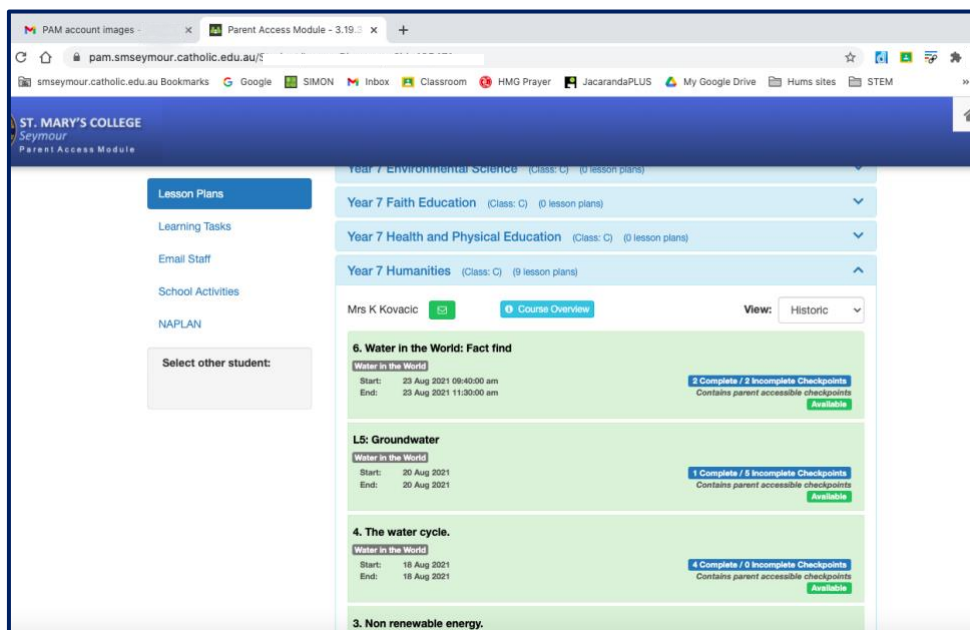 PAM account images -
Parent Access Module - 3.19.3
pam.smseymour.catholic.edu.au/
smseymour.catholic.edu.au Bookmarks Google SIMON Inbox Classroom HMG Prayer JacarandaPLUS My Google Drive Hums sites STEM »
ST. MARY'S COLLEGE
Seymour
Parent Access Module
Year 7 Environmental Science (Class: C) (0 lesson plans)
Lesson Plans
Year 7 Faith Education (Class: C) (0 lesson plans)
Learning Tasks
Year 7 Health and Physical Education (Class: C) (0 lesson plans)
Email Staff
Year 7 Humanities (Class: C) (9 lesson plans)
School Activities
NAPLAN
Select other student:
Mrs K Kovacic Course Overview View: Historic
6. Water in the World: Fact find
Water in the World
Start: 23 Aug 2021 09:40:00 am
End: 23 Aug 2021 11:30:00 am
2 Complete / 2 Incomplete Checkpoints
Contains parent accessible checkpoints
Available
L5: Groundwater
Water in the World
Start: 20 Aug 2021
End: 20 Aug 2021
1 Complete / 5 Incomplete Checkpoints
Contains parent accessible checkpoints
Available
4. The water cycle.
Water in the World
Start: 18 Aug 2021
End: 18 Aug 2021
4 Complete / 0 Incomplete Checkpoints
Contains parent accessible checkpoints
Available
3. Non renewable energy.